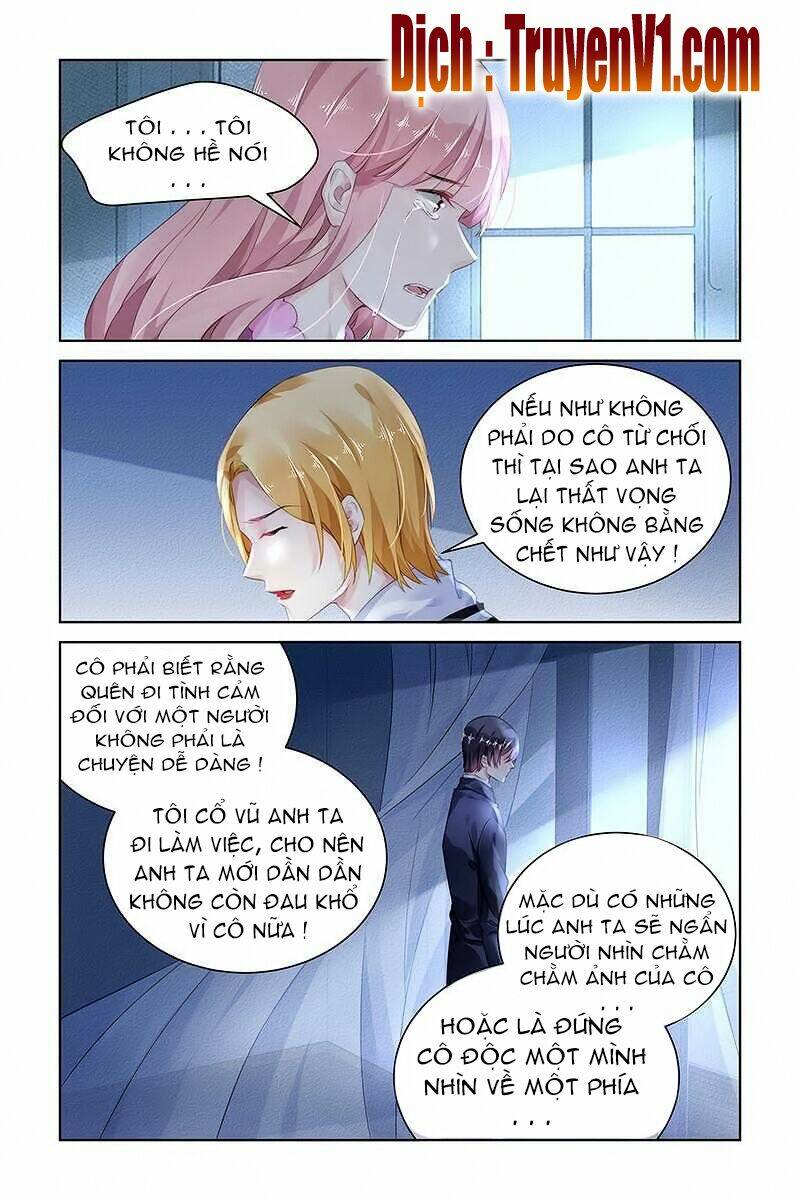 Dịch : TruyenV1.com
TÔI . . . TÔI
KHÔNG HỀ NÓI
. . .
NẾU NHƯ KHÔNG
PHẢI DO CÔ TỪ CHỐI
THÌ TẠI SAO ANH TA
LẠI THẤT VỌNG
SỐNG KHÔNG BẰNG
CHẾT NHƯ VẬY !
CÔ PHẢI BIẾT RẰNG
QUÊN ĐI TÌNH CẢM
ĐỐI VỚI MỘT NGƯỜI
KHÔNG PHẢI LÀ
CHUYỆN DỄ DÀNG !
TÔI CỔ VŨ ANH TA
ĐI LÀM VIỆC, CHO NÊN
ANH TA MỚI DẦN DẦN
KHÔNG CÒN ĐAU KHỔ
VÌ CÔ NỮA !
MẶC DÙ CÓ NHỮNG
LÚC ANH TA SẼ NGẨN
NGƯỜI NHÌN CHẰM
CHẰM ẢNH CỦA CÔ
. . .
HOẶC LÀ ĐỨNG
CÔ ĐỘC MỘT MÌNH
NHÌN VỀ MỘT PHÍA
. . .